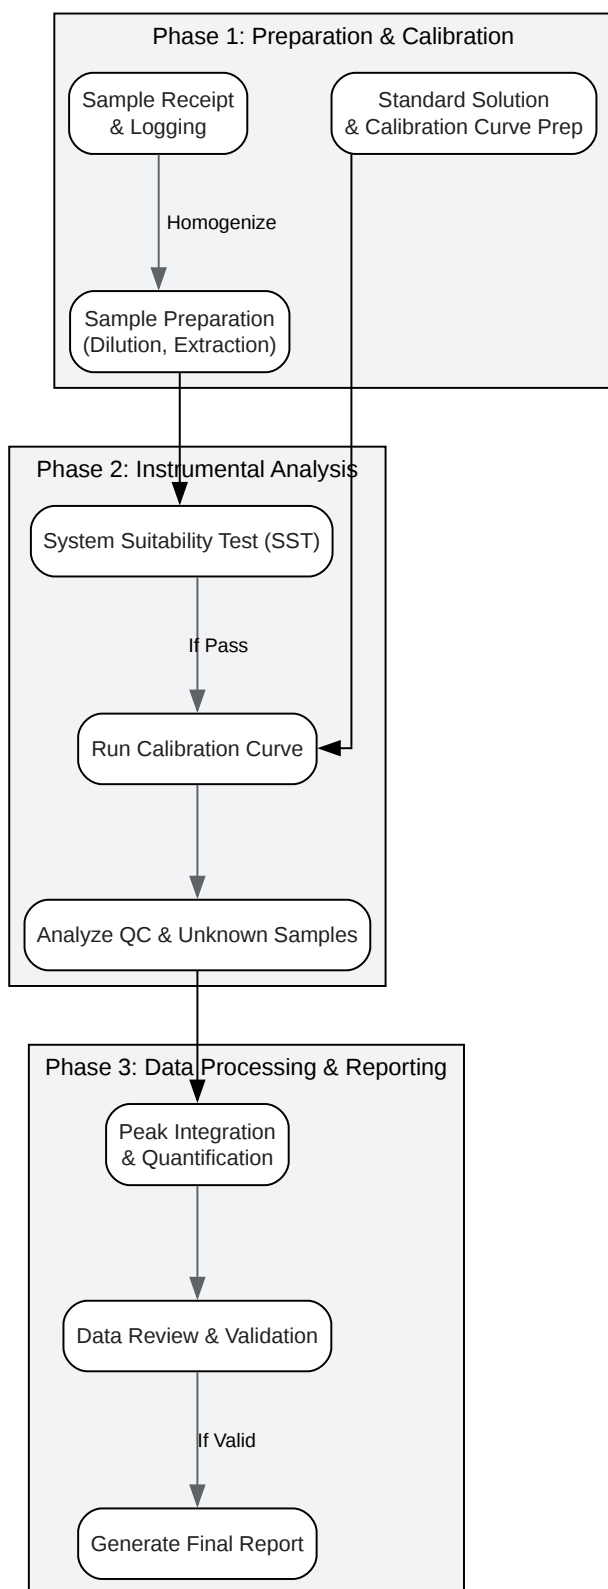 Phase 1: Preparation & Calibration
Sample Receipt
& Logging
Standard Solution
& Calibration Curve Prep
Homogenize
Sample Preparation
(Dilution, Extraction)
Phase 2: Instrumental Analysis
System Suitability Test (SST)
If Pass
Run Calibration Curve
Analyze QC & Unknown Samples
Phase 3: Data Processing & Reporting
Peak Integration
& Quantification
Data Review & Validation
If Valid
Generate Final Report